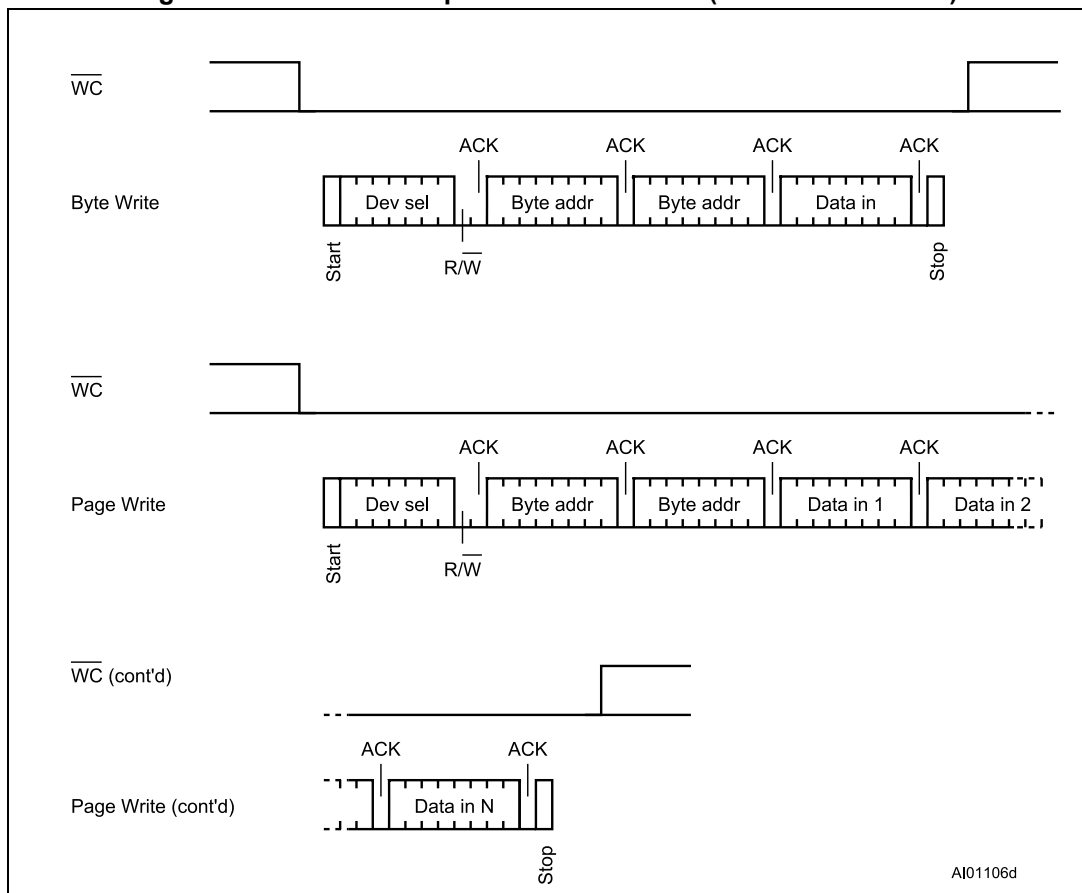 WC
ACK ACK ACK ACK
Byte Write
Dev sel Byte addr Byte addr Data in
Start R/W Stop
WC
ACK ACK ACK ACK
Page Write
Dev sel Byte addr Byte addr Data in 1 Data in 2
Start R/W
WC (cont'd)
ACK ACK
Page Write (cont'd)
Data in N
Stop
AI01106d